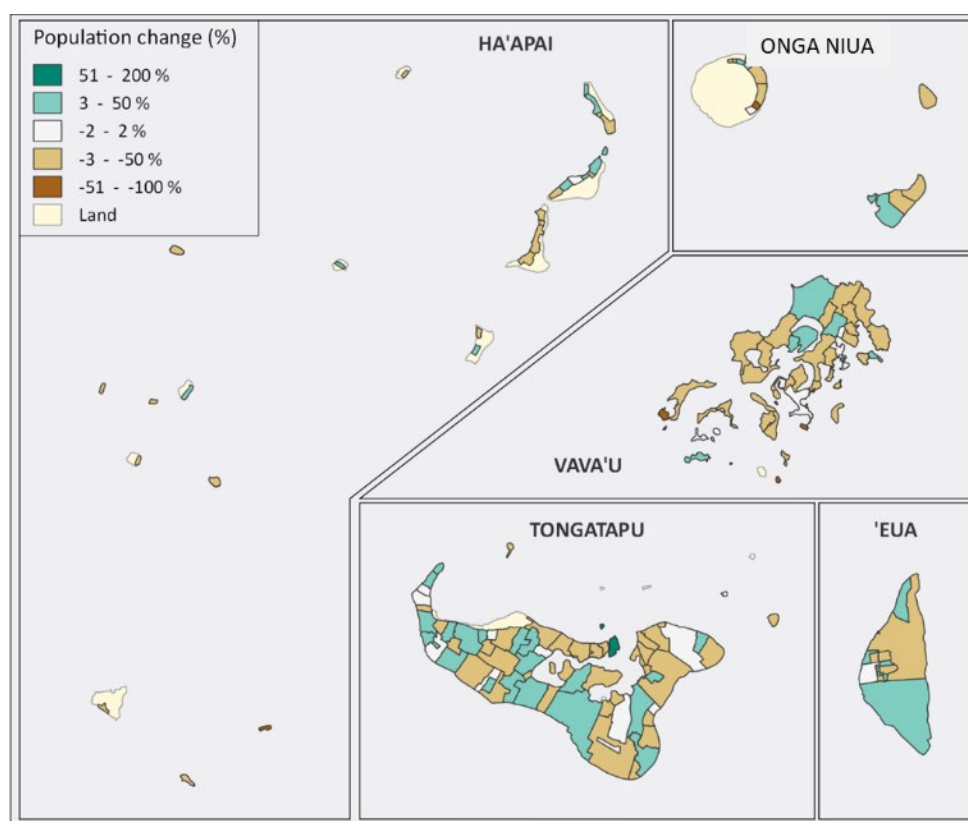 Population change (%)
51 - 200 %
3 - 50 %
-2 - 2 %
-3 - -50 %
-51 - -100 %
Land
HA'APAI
ONGA NIUA
VAVA'U
TONGATAPU
'EUA